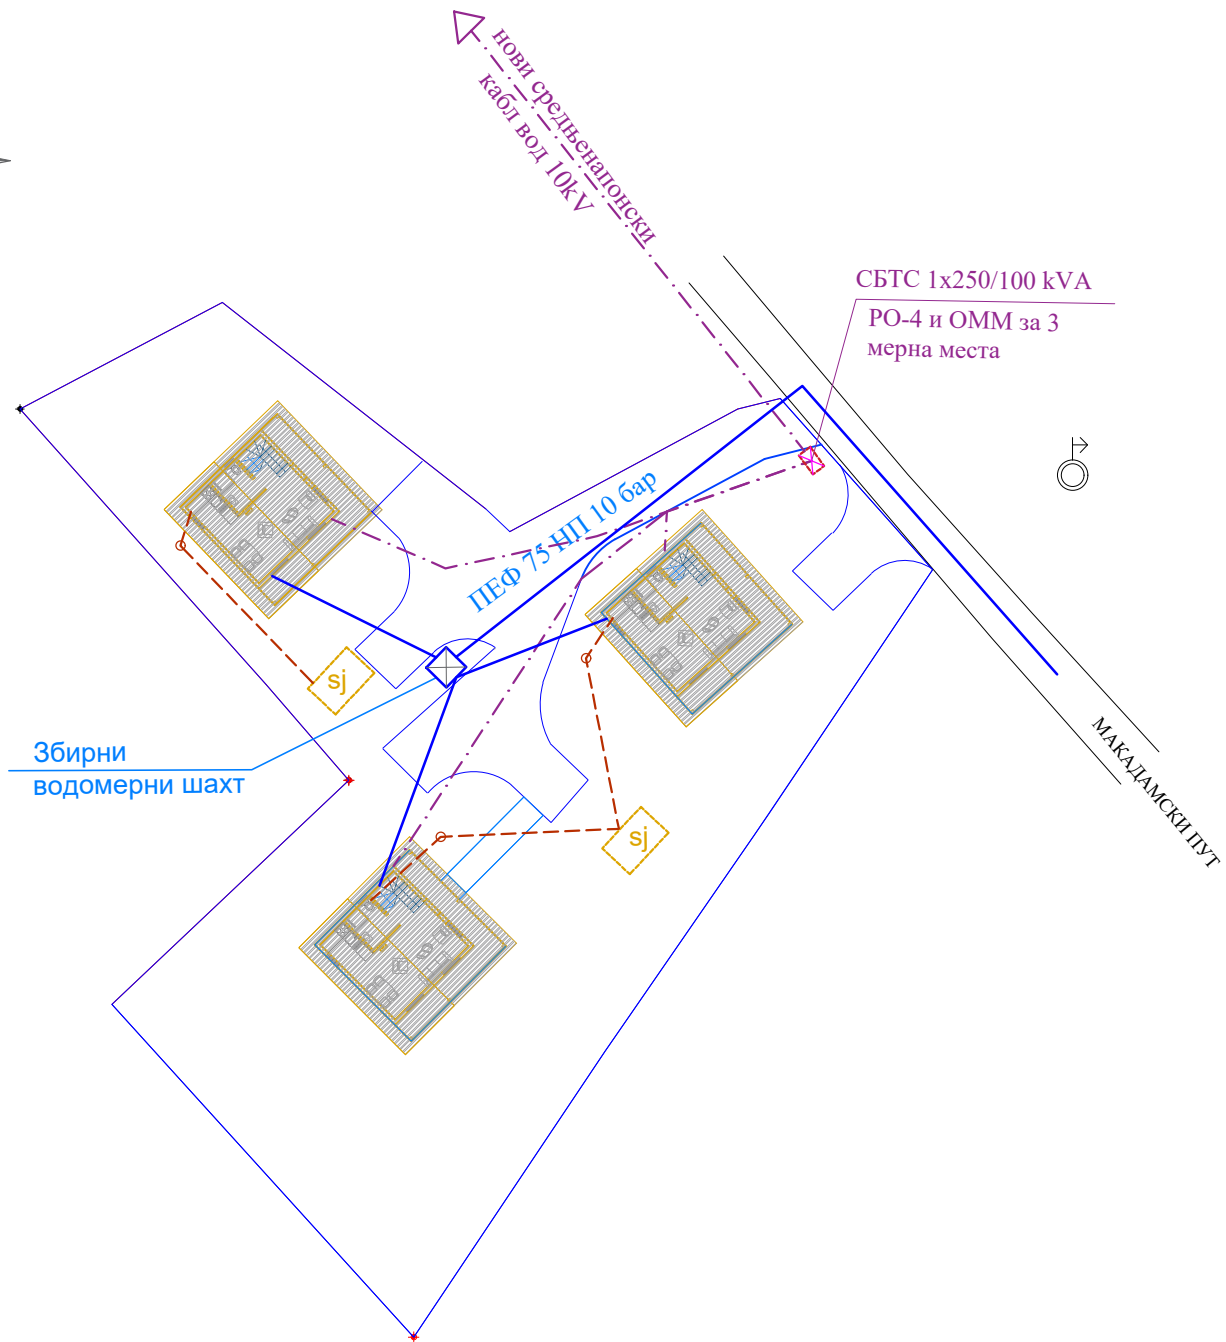 нови средњенапонски
кабл вод 10kV
СБТС 1x250/100 kVA
РО-4 и ОММ за 3
мерна места
ПЕФ 75 НП 10 бар
sj
Збирни
водомерни шахт
sj
МАКАДАМСКИ ПУТ